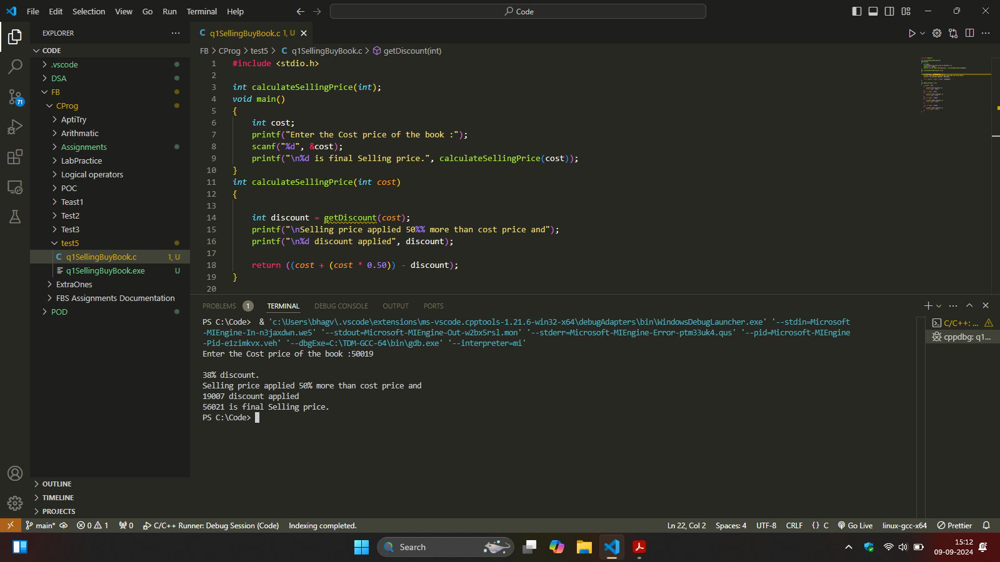 File Edit Selection View Go Run Terminal Help
Code
EXPLORER
CODE
.vscode
DSA
FB
CProg
AptiTry
Arithmatic
Assignments
LabPractice
Logical operators
POC
Teast1
Test2
Test3
test5
C q1SellingBuyBook.c 1, U
q1SellingBuyBook.exe U
ExtraOnes
FBS Assignments Documentation
POD
OUTLINE
TIMELINE
PROJECTS
71
C q1SellingBuyBook.c 1, U
FB > CProg > test5 > C q1SellingBuyBook.c > getDiscount(int)
1 #include <stdio.h>
2
3 int calculateSellingPrice(int);
4 void main()
5 {
6 int cost;
7 printf("Enter the Cost price of the book :");
8 scanf("%d", &cost);
9 printf("\n%d is final Selling price.", calculateSellingPrice(cost));
10 }
11 int calculateSellingPrice(int cost)
12 {
13
14 int discount = getDiscount(cost);
15 printf("\nSelling price applied 50%% more than cost price and");
16 printf("\n%d discount applied", discount);
17
18 return ((cost + (cost * 0.50)) - discount);
19 }
20
PROBLEMS 1 TERMINAL DEBUG CONSOLE OUTPUT PORTS
PS C:\Code> & 'c:\Users\bhagv\.vscode\extensions\ms-vscode.cpptools-1.21.6-win32-x64\debugAdapters\bin\WindowsDebugLauncher.exe' '--stdin=Microsoft
-MIEngine-In-n3jaxdwn.we5' '--stdout=Microsoft-MIEngine-Out-w2bx5rsl.mon' '--stderr=Microsoft-MIEngine-Error-ptm33uk4.qus' '--pid=Microsoft-MIEngine
-Pid-e1zimkvx.veh' '--dbgExe=C:\TDM-GCC-64\bin\gdb.exe' '--interpreter=mi'
Enter the Cost price of the book :50019
38% discount.
Selling price applied 50% more than cost price and
19007 discount applied
56021 is final Selling price.
PS C:\Code>
C/C++: ...
cppdbg: q1...
main* 0 1 0 C/C++ Runner: Debug Session (Code) Indexing completed.
Ln 22, Col 2 Spaces: 4 UTF-8 CRLF {} C Go Live linux-gcc-x64 Prettier
Search
15:12
09-09-2024